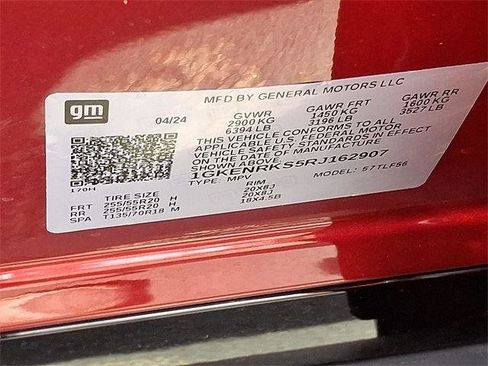 MFD BY GENERAL MOTORS LLC
gm
04/24
GVWR GAWR FRT GAWR RR
2900 KG 1450 KG 1600 KG
6394 LB 3196 LB 3527 LB
THIS VEHICLE CONFORMS TO ALL
APPLICABLE U.S. FEDERAL MOTOR
VEHICLE SAFETY STANDARDS IN EFFECT
ON THE DATE OF MANUFACTURE
SHOWN ABOVE.
1GKENRKS5RJ162907
TYPE: MPV MODEL: 57TLF56
170H
TIRE SIZE RIM
FRT 255/55R20 H 20X8J
RR 255/55R20 H 20X8J
SPA T135/70R18 M 18X4.5B